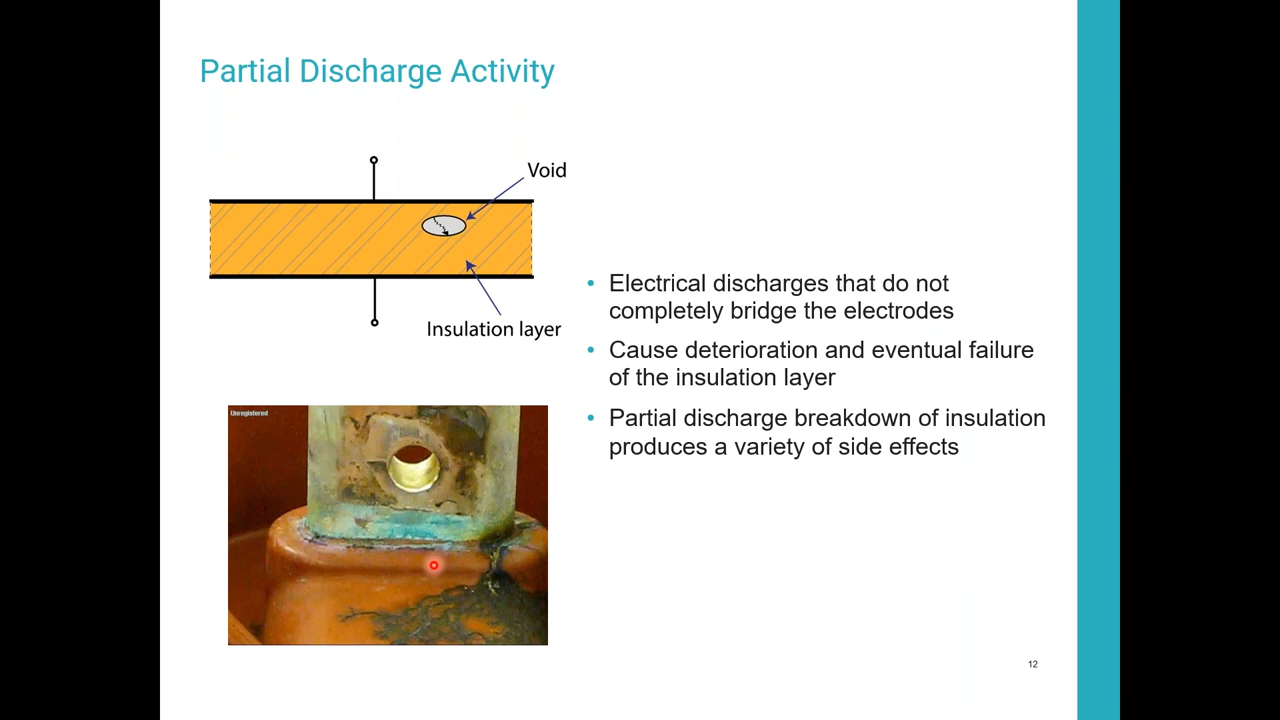 Partial Discharge Activity
Void
Insulation layer
Unregistered
• Electrical discharges that do not
completely bridge the electrodes
• Cause deterioration and eventual failure
of the insulation layer
• Partial discharge breakdown of insulation
produces a variety of side effects
12